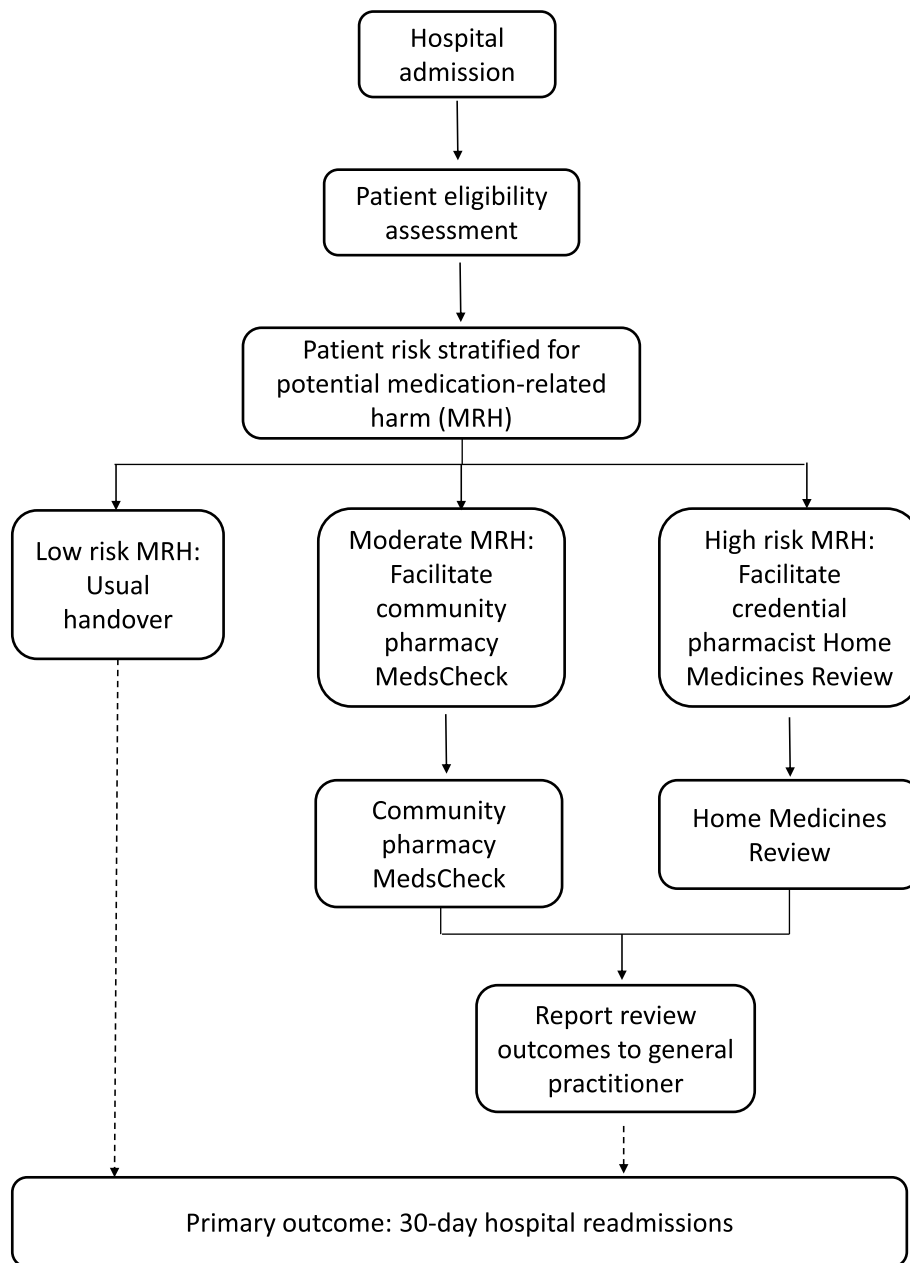 Hospital
admission
Patient eligibility
assessment
Patient risk stratified for
potential medication-related
harm (MRH)
Low risk MRH:
Usual
handover
Moderate MRH:
Facilitate
community
pharmacy
MedsCheck
High risk MRH:
Facilitate
credential
pharmacist Home
Medicines Review
Community
pharmacy
MedsCheck
Home Medicines
Review
Report review
outcomes to general
practitioner
Primary outcome: 30-day hospital readmissions